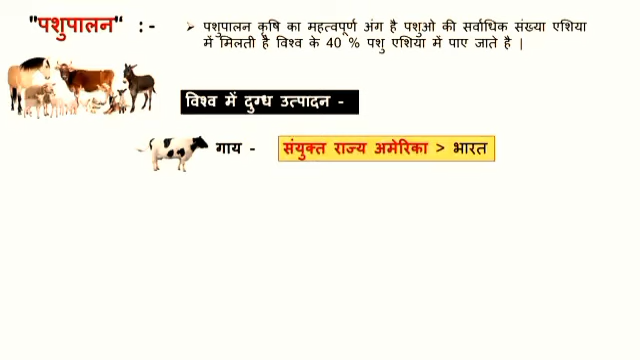 "पशुपालन" :-
➢ पशुपालन कृषि का महत्वपूर्ण अंग है पशुओ की सर्वाधिक संख्या एशिया
में मिलती है विश्व के 40 % पशु एशिया में पाए जाते है |
विश्व में दुग्ध उत्पादन -
गाय - संयुक्त राज्य अमेरिका > भारत